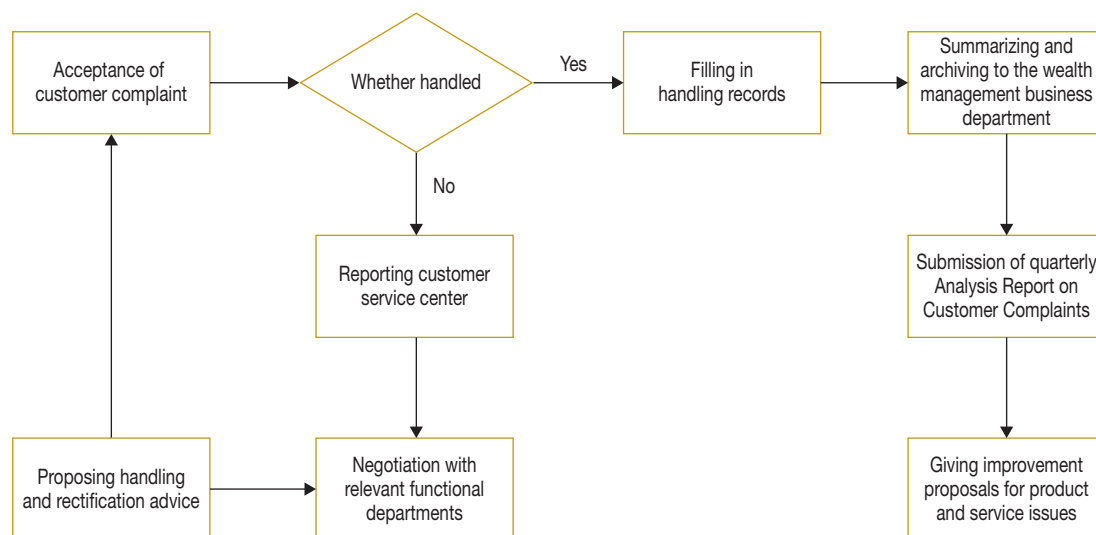 Acceptance of
customer complaint
Whether handled
Yes
Filling in
handling records
Summarizing and
archiving to the wealth
management business
department
No
Reporting customer
service center
Submission of quarterly
Analysis Report on
Customer Complaints
Proposing handling
and rectification advice
Negotiation with
relevant functional
departments
Giving improvement
proposals for product
and service issues